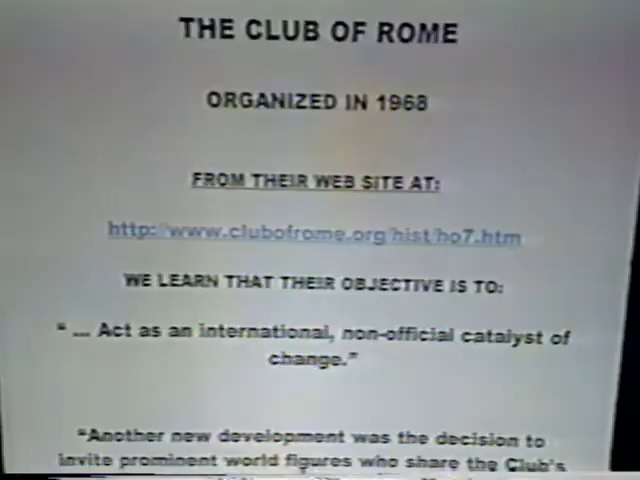 THE CLUB OF ROME
ORGANIZED IN 1968
FROM THEIR WEB SITE AT:
http://www.clubofrome.org/hist/ho7.htm
WE LEARN THAT THEIR OBJECTIVE IS TO:
“ ... Act as an international, non-official catalyst of
change.”
“Another new development was the decision to
invite prominent world figures who share the Club's